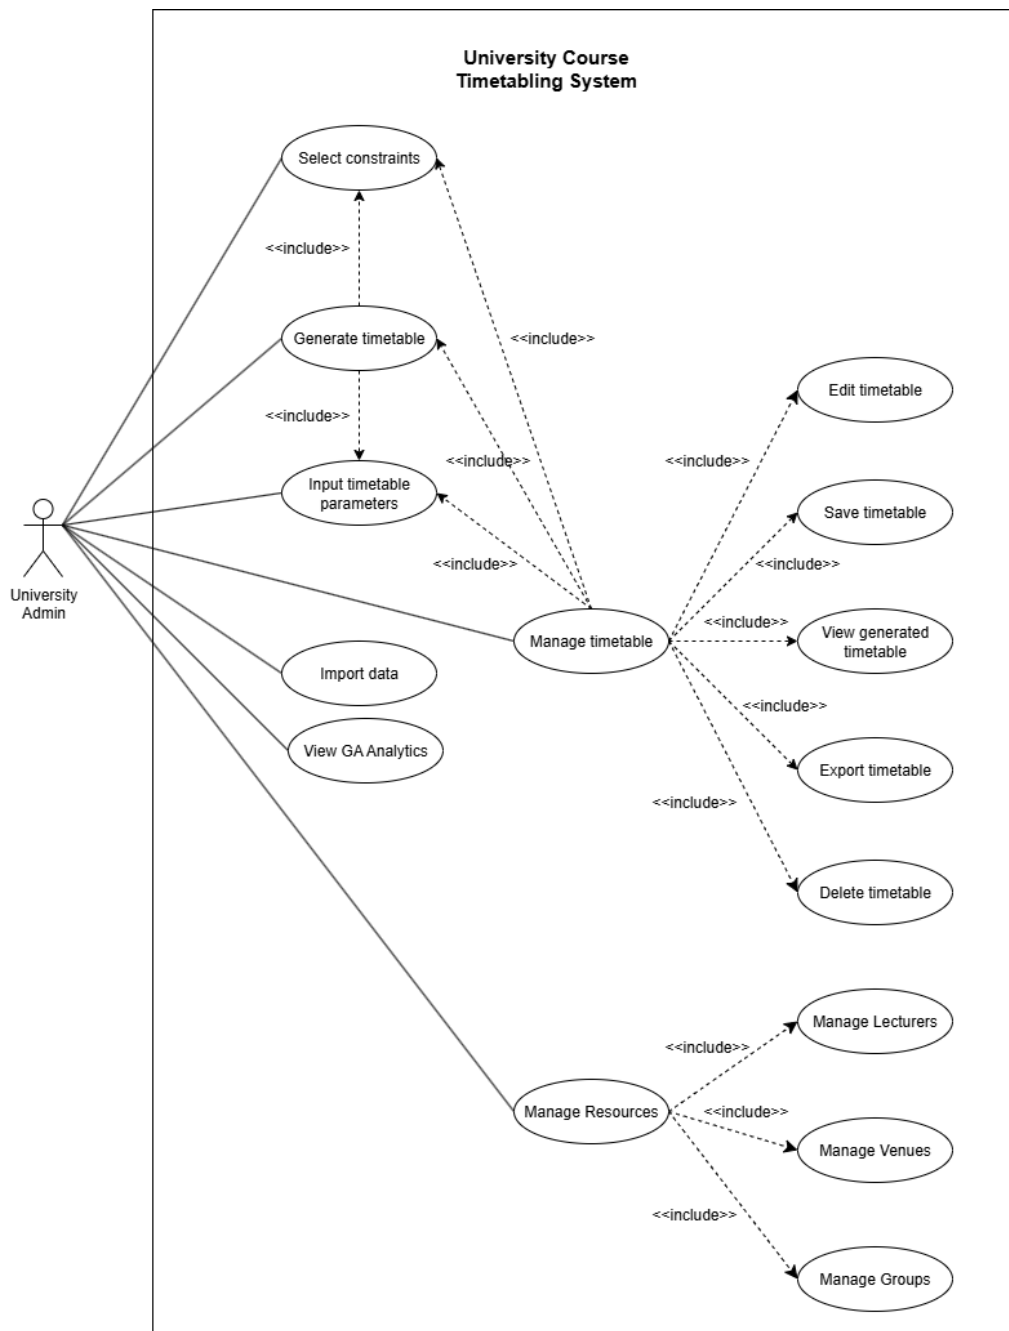 University Course
Timetabling System
Select constraints
<<include>>
Generate timetable
<<include>>
<<include>>
Edit timetable
<<include>>
<<include>>
Input timetable
parameters
Save timetable
University
Admin
<<include>>
<<include>>
<<include>>
Manage timetable
View generated
timetable
Import data
<<include>>
View GA Analytics
Export timetable
<<include>>
Delete timetable
Manage Lecturers
<<include>>
Manage Resources
<<include>>
Manage Venues
<<include>>
Manage Groups